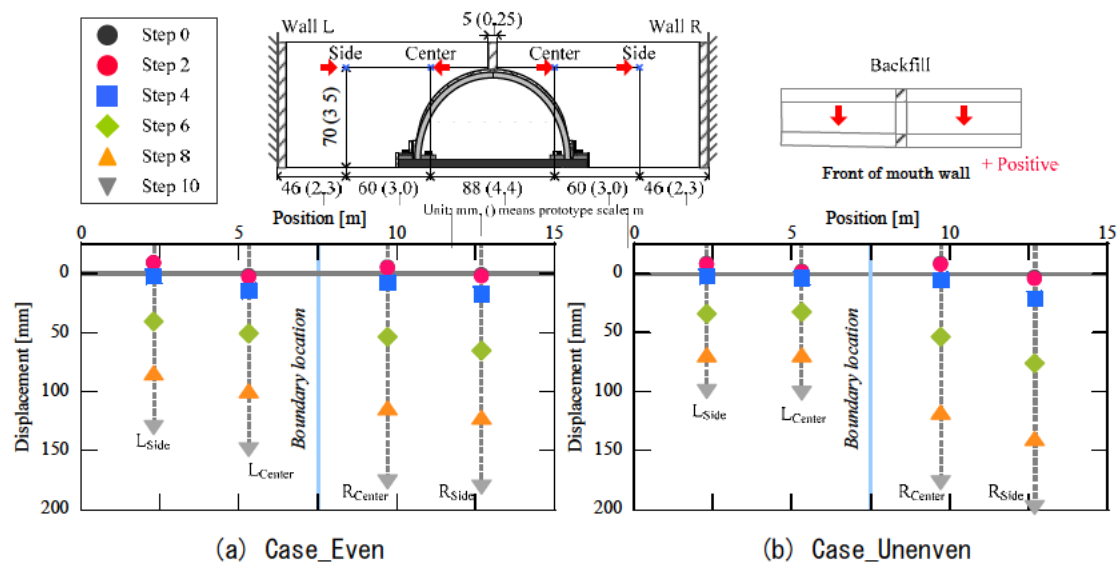 Step 0
Step 2
Step 4
Step 6
Step 8
Step 10
5 (0.25)
Wall L
Wall R
Side
Center
Center
Side
70 (3 5)
46 (2,3)
60 (3,0)
88 (4,4)
60 (3,0)
46 (2,3)
Unit: mm, () means prototype scale: m
Backfill
Front of mouth wall
+ Positive
Position [m]
0
5
10
15
Displacement [mm]
0
50
100
150
200
LSide
LCenter
Boundary location
RCenter
RSide
(a) Case_Even
Position [m]
0
5
10
15
Displacement [mm]
0
50
100
150
200
LSide
LCenter
Boundary location
RCenter
RSide
(b) Case_Unenven